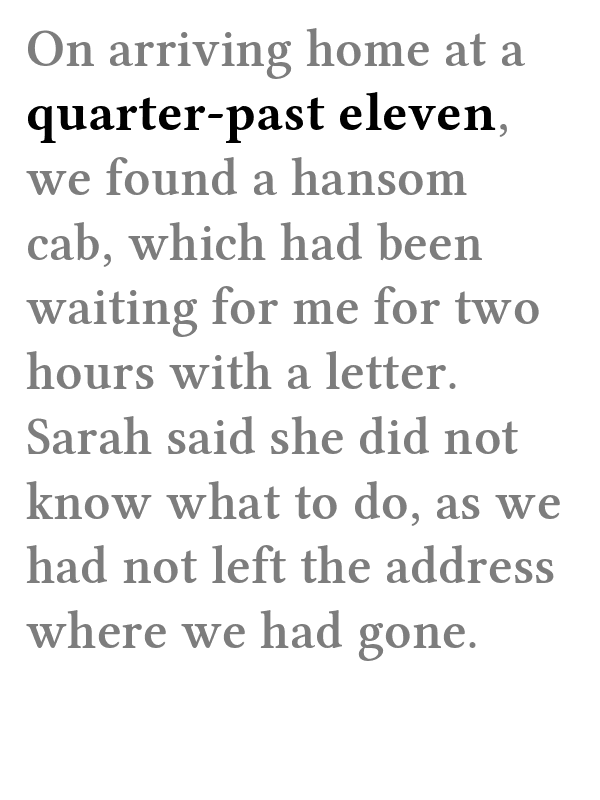 On arriving home at a
quarter-past eleven,
we found a hansom
cab, which had been
waiting for me for two
hours with a letter.
Sarah said she did not
know what to do, as we
had not left the address
where we had gone.